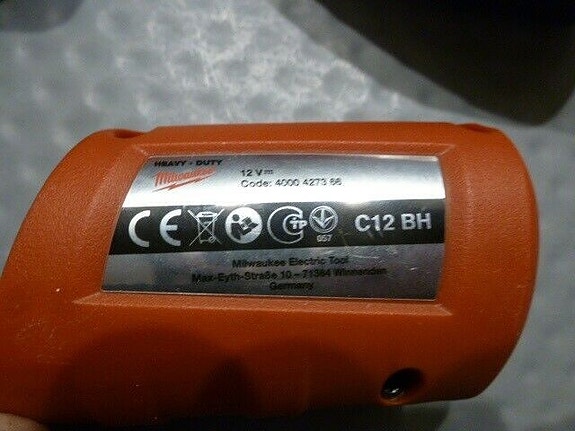 HEAVY - DUTY
Milwaukee
12 V
Code: 4000 4273 66
CE
TP
057
C12 BH
Milwaukee Electric Tool
Max-Eyth-Straße 10 – 71364 Winnenden
Germany